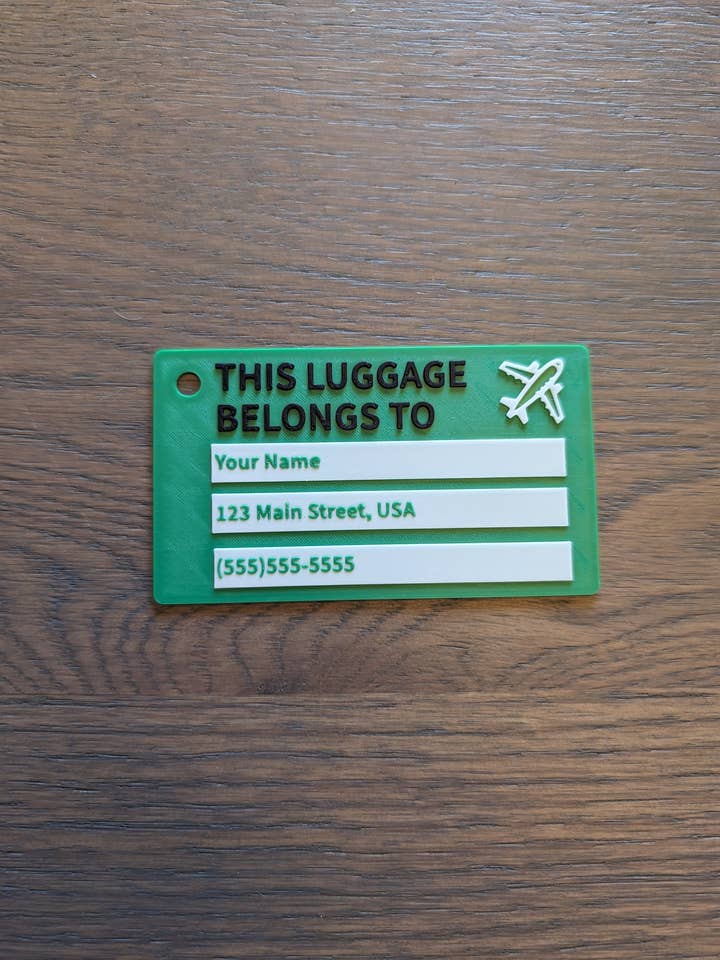 THIS LUGGAGE
BELONGS TO
Your Name
123 Main Street, USA
(555)555-5555